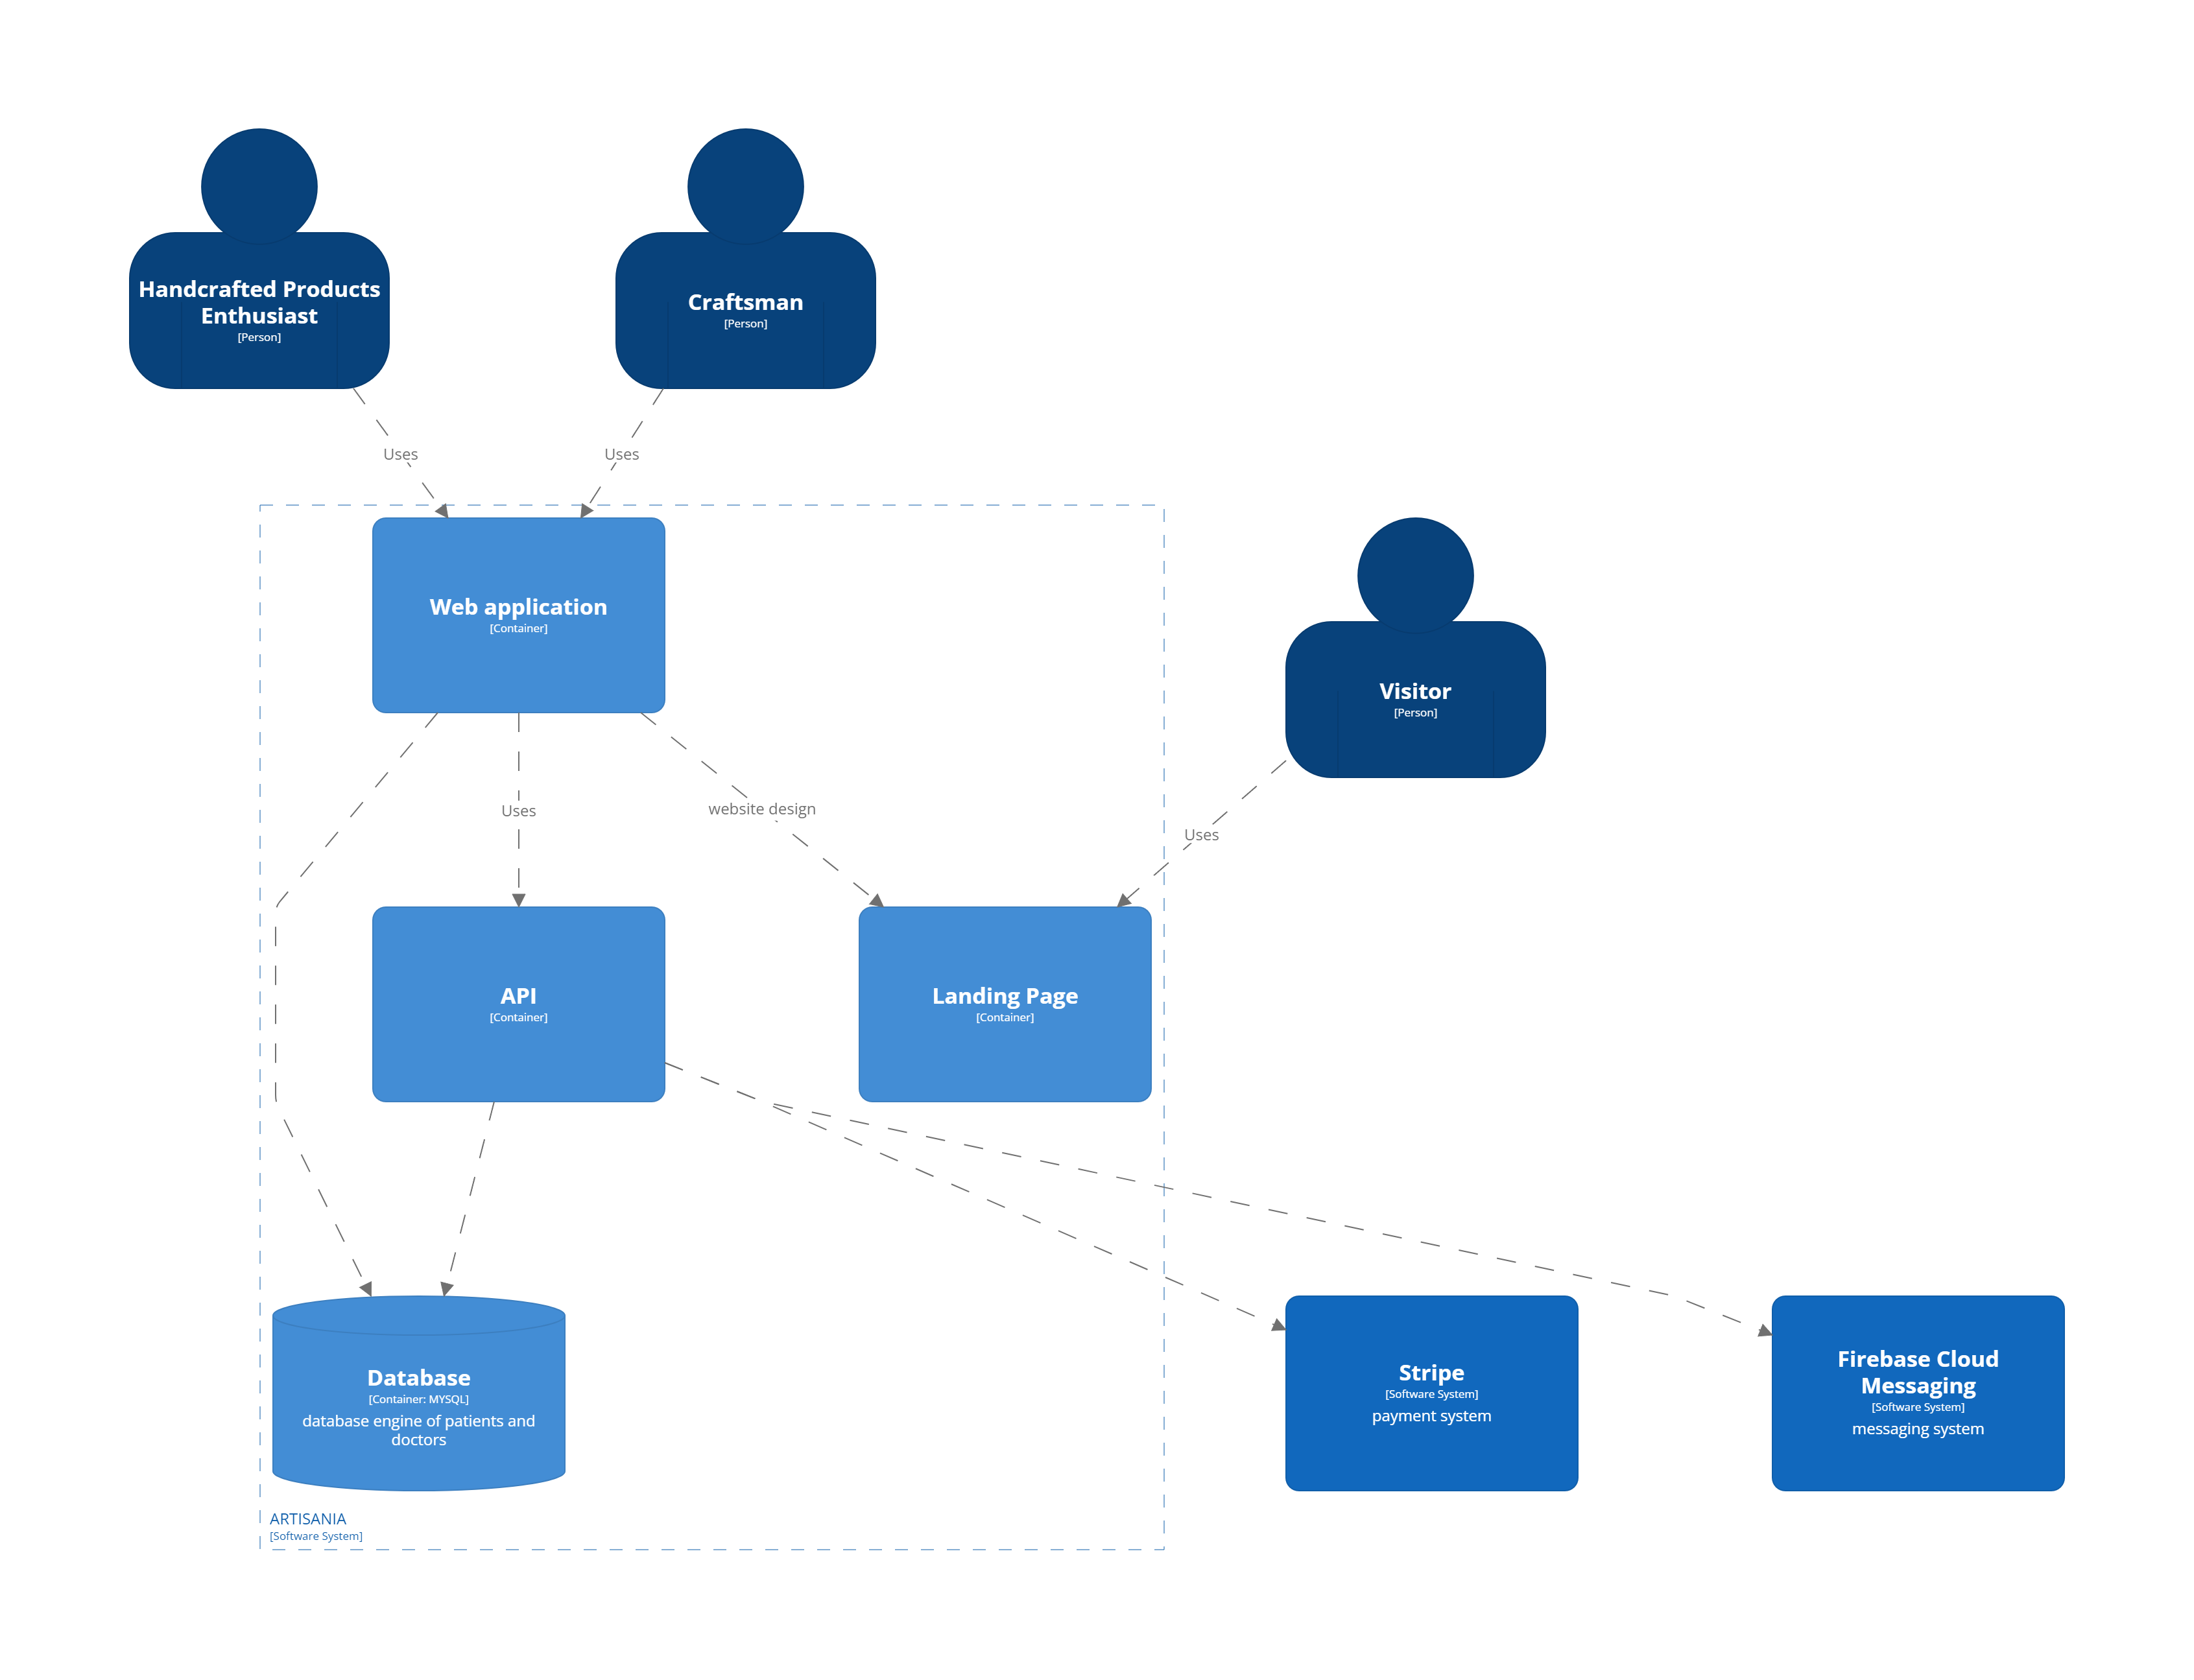 Handcrafted Products
Enthusiast
[Person]
Craftsman
[Person]
Uses
Uses
Web application
[Container]
Visitor
[Person]
Uses
website design
Uses
API
[Container]
Landing Page
[Container]
Database
[Container: MYSQL]
database engine of patients and
doctors
Stripe
[Software System]
payment system
Firebase Cloud
Messaging
[Software System]
messaging system
ARTISANIA
[Software System]